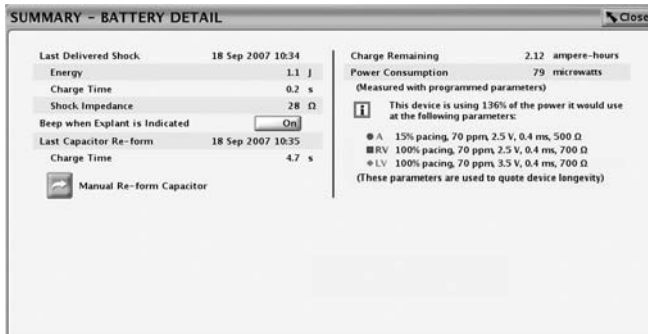 SUMMARY - BATTERY DETAIL
Close
Last Delivered Shock 18 Sep 2007 10:34
Energy 1.1 J
Charge Time 0.2 s
Shock Impedance 28 Ω
Beep when Explant is Indicated On
Last Capacitor Re-form 18 Sep 2007 10:35
Charge Time 4.7 s
Manual Re-form Capacitor
Charge Remaining 2.12 ampere-hours
Power Consumption 79 microwatts
(Measured with programmed parameters)
i This device is using 136% of the power it would use
at the following parameters:
A 15% pacing, 70 ppm, 2.5 V, 0.4 ms, 500 Ω
RV 100% pacing, 70 ppm, 2.5 V, 0.4 ms, 700 Ω
LV 100% pacing, 70 ppm, 3.5 V, 0.4 ms, 700 Ω
(These parameters are used to quote device longevity)